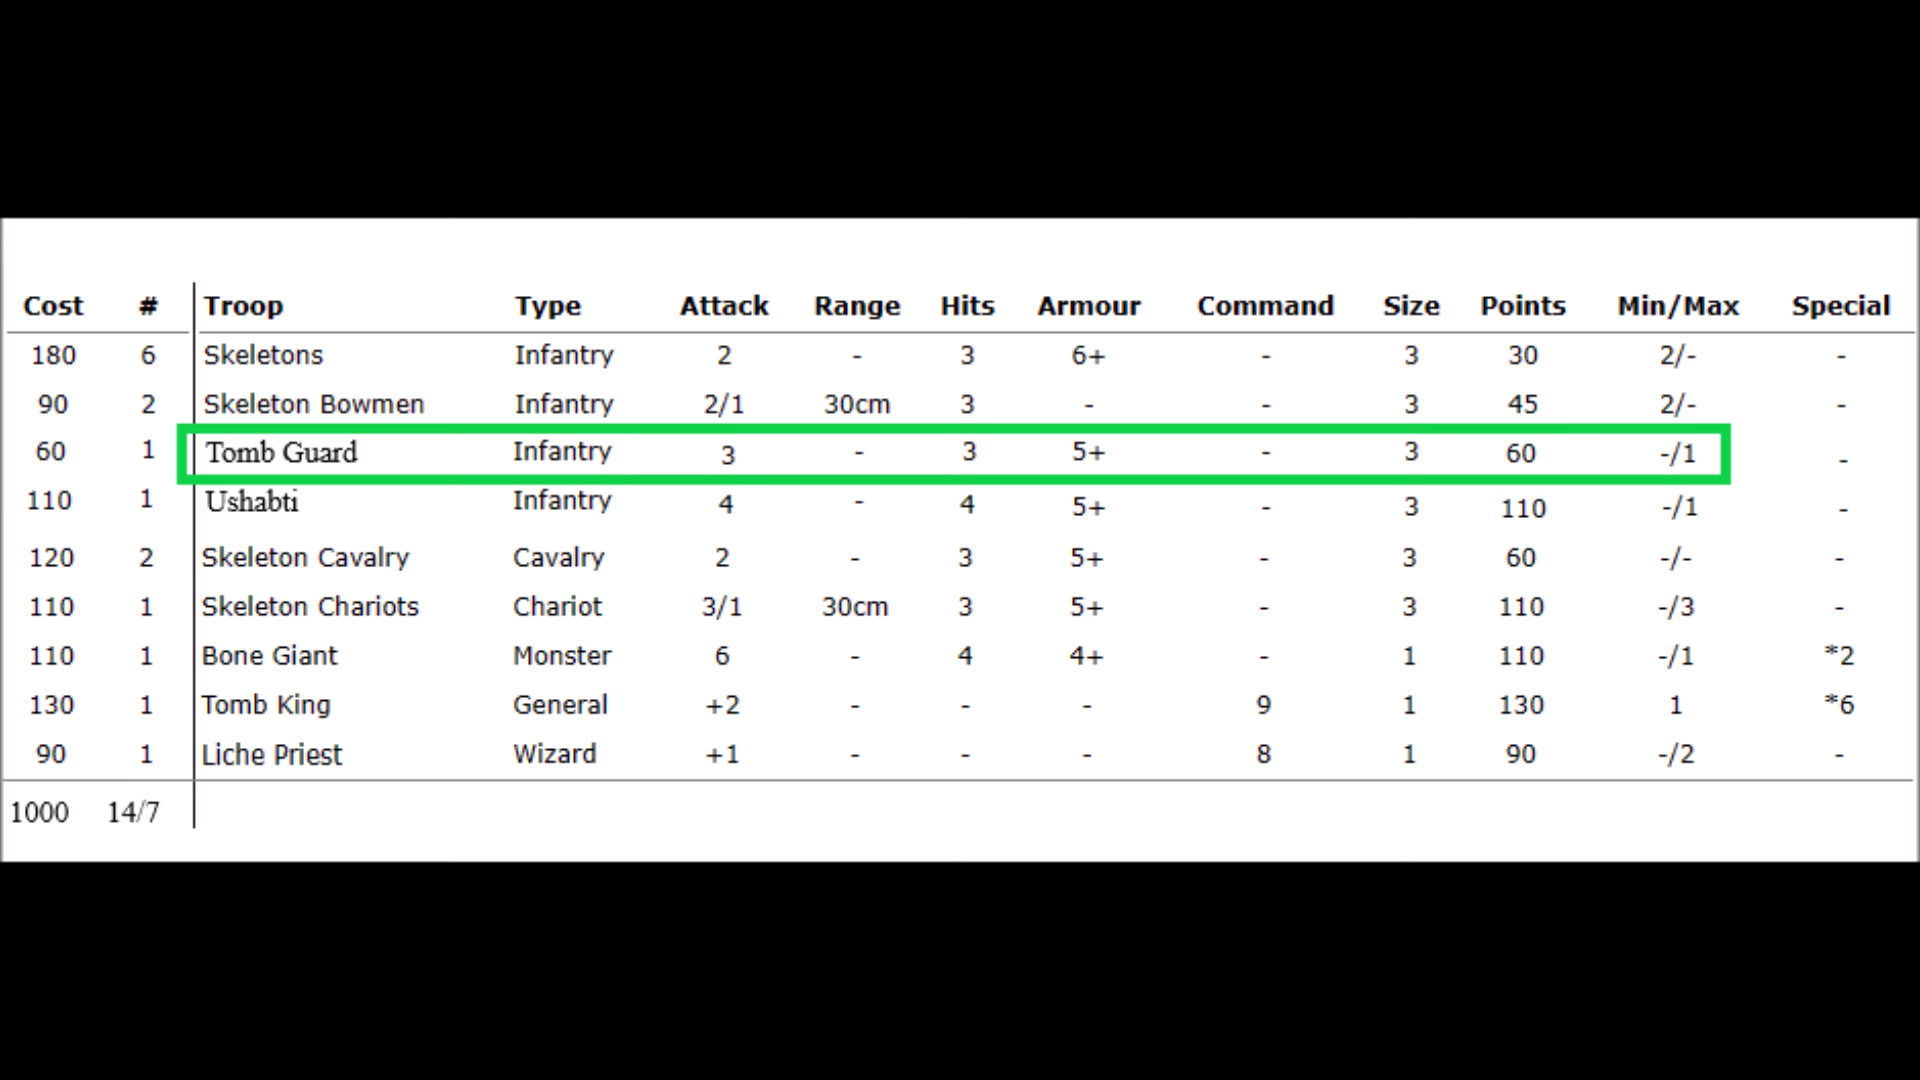 Cost # Troop Type Attack Range Hits Armour Command Size Points Min/Max Special
180 6 Skeletons Infantry 2 - 3 6+ - 3 30 2/- -
90 2 Skeleton Bowmen Infantry 2/1 30cm 3 - - 3 45 2/- -
60 1 Tomb Guard Infantry 3 - 3 5+ - 3 60 -/1 -
110 1 Ushabti Infantry 4 - 4 5+ - 3 110 -/1 -
120 2 Skeleton Cavalry Cavalry 2 - 3 5+ - 3 60 -/- -
110 1 Skeleton Chariots Chariot 3/1 30cm 3 5+ - 3 110 -/3 -
110 1 Bone Giant Monster 6 - 4 4+ - 1 110 -/1 *2
130 1 Tomb King General +2 - - - 9 1 130 1 *6
90 1 Liche Priest Wizard +1 - - - 8 1 90 -/2 -
1000 14/7